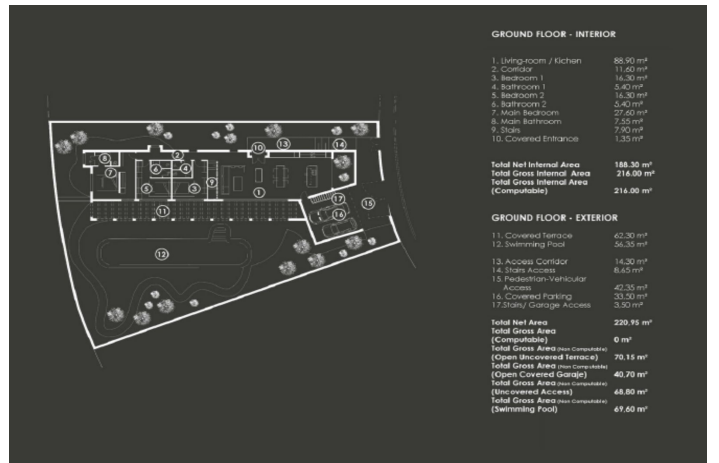 GROUND FLOOR - INTERIOR
1. Living-room / Kichen 88,90 m²
2. Corridor 11,60 m²
3. Bedroom 1 16,30 m²
4. Bathroom 1 5,40 m²
5. Bedroom 2 16,30 m²
6. Bathroom 2 5,40 m²
7. Main Bedroom 27,60 m²
8. Main Bathroom 7,55 m²
9. Stairs 7,90 m²
10. Covered Entrance 1,35 m²
Total Net Internal Area 188.30 m²
Total Gross Internal Area 216.00 m²
Total Gross Internal Area
(Computable) 216.00 m²
GROUND FLOOR - EXTERIOR
11. Covered Terrace 62,30 m²
12. Swimming Pool 56,35 m²
13. Access Corridor 14,30 m²
14. Stairs Access 8,65 m²
15. Pedestrian-Vehicular
Access 42,35 m²
16. Covered Parking 33,50 m²
17.Stairs/ Garage Access 3,50 m²
Total Net Area 220,95 m²
Total Gross Area
(Computable) 0 m²
Total Gross Area (Non Computable)
(Open Uncovered Terrace) 70,15 m²
Total Gross Area (Non Computable)
(Open Covered Garaje) 40,70 m²
Total Gross Area (Non Computable)
(Uncovered Access) 68,80 m²
Total Gross Area (Non Computable)
(Swimming Pool) 69,60 m²
13
14
10
2
8
6
4
7
9
5
3
1
17
16
15
11
12